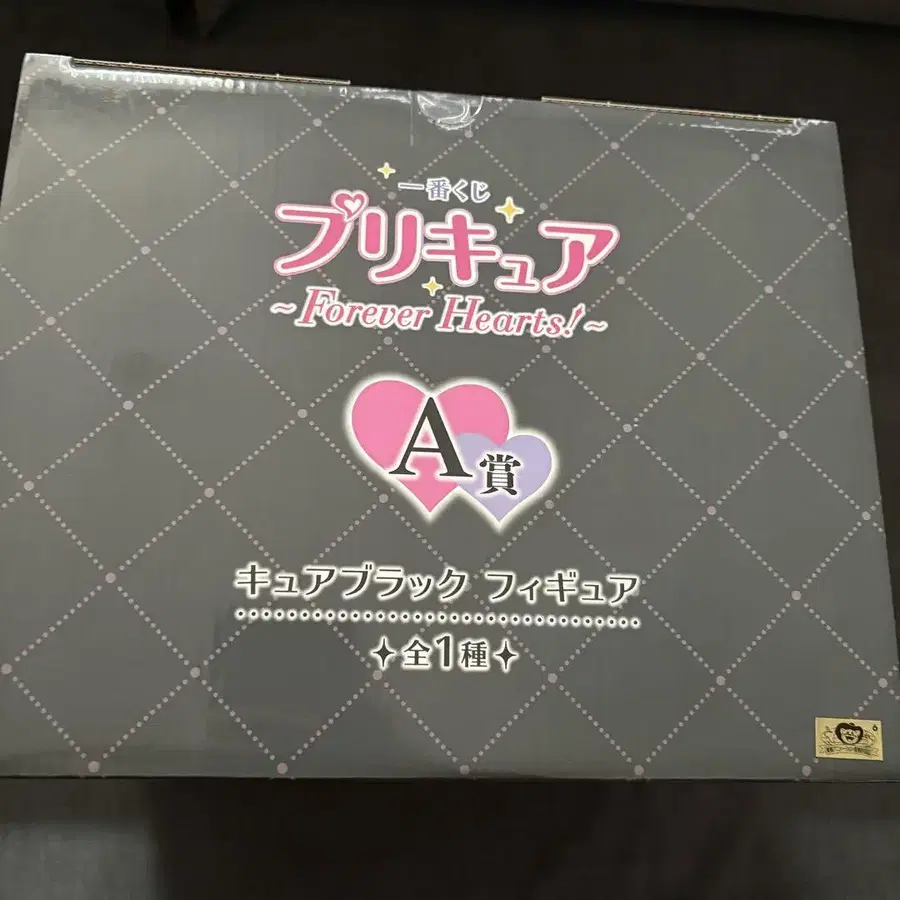 一番くじ
プリキュア
~Forever Hearts!~
A賞
キュアブラック フィギュア
全1種